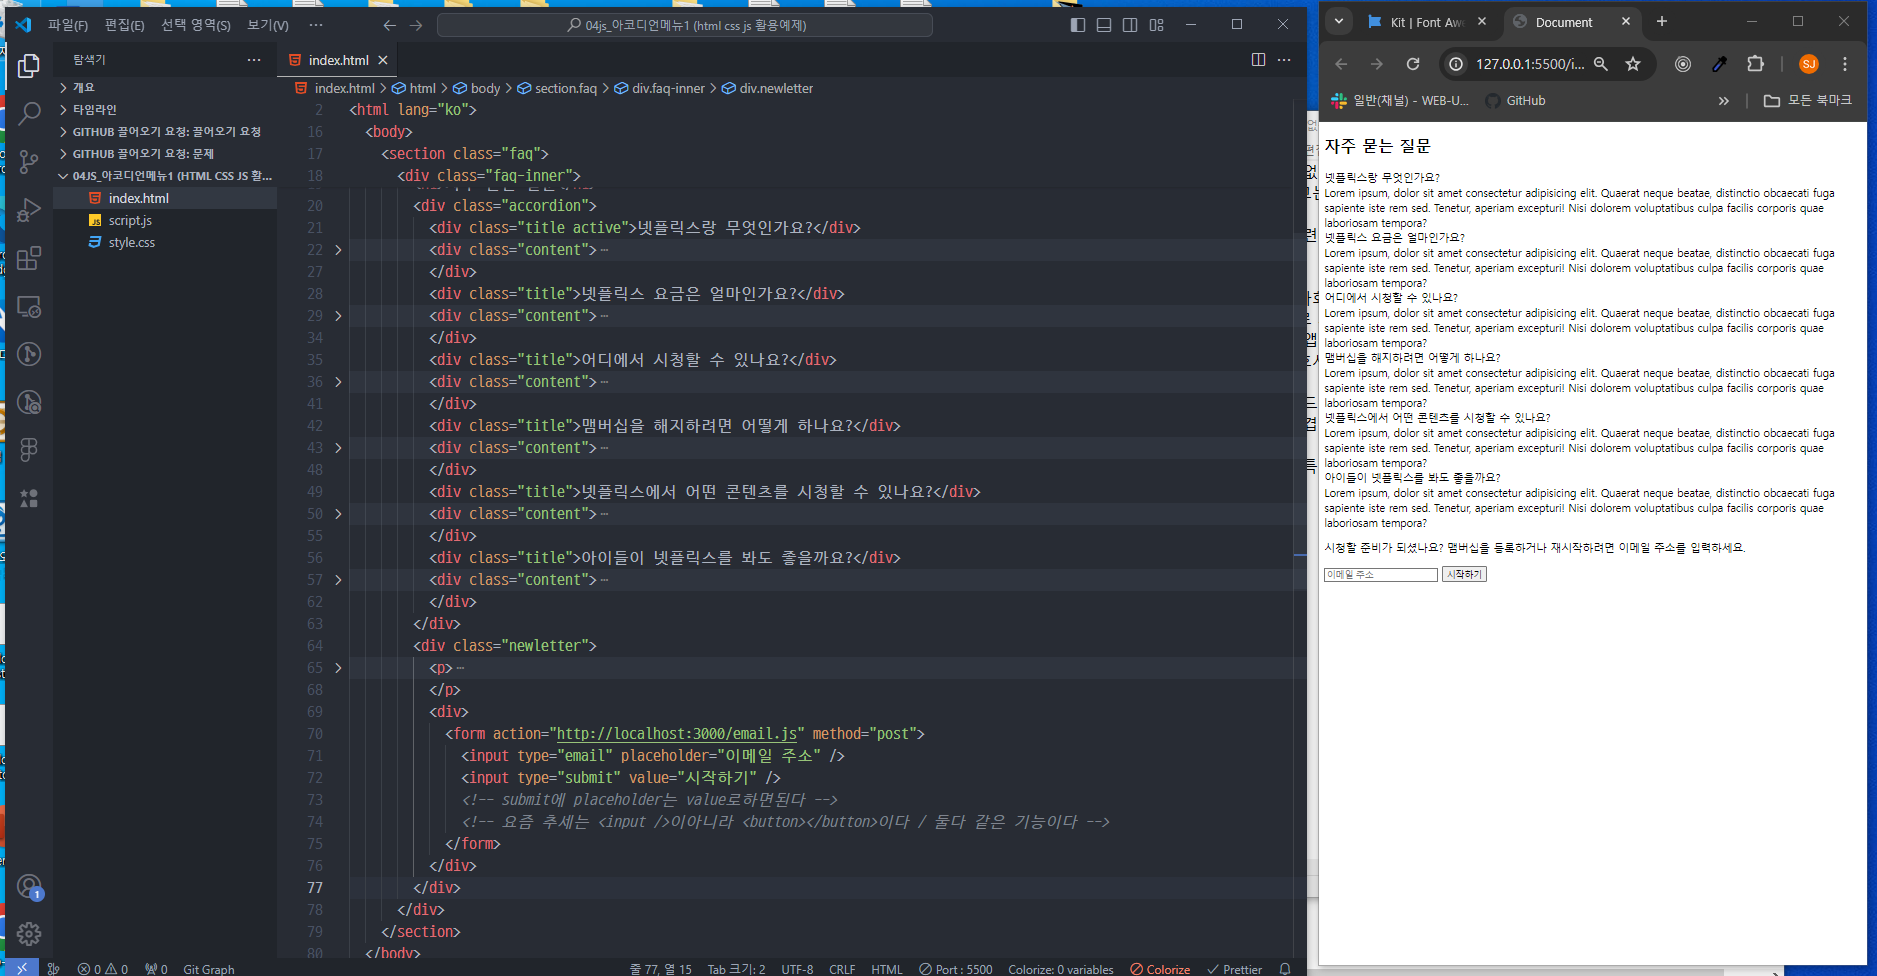 파일(F) 편집(E) 선택 영역(S) 보기(V) ···
04js_아코디언메뉴1 (html css js 활용예제)
탐색기 ···
개요
타임라인
GITHUB 끌어오기 요청: 끌어오기 요청
GITHUB 끌어오기 요청: 문제
04JS_아코디언메뉴1 (HTML CSS JS 활...
index.html
script.js
style.css
1
index.html
index.html > html > body > section.faq > div.faq-inner > div.newletter
2 <html lang="ko">
16 <body>
17 <section class="faq">
18 <div class="faq-inner">
20 <div class="accordion">
21 <div class="title active">넷플릭스랑 무엇인가요?</div>
22 <div class="content">···
27 </div>
28 <div class="title">넷플릭스 요금은 얼마인가요?</div>
29 <div class="content">···
34 </div>
35 <div class="title">어디에서 시청할 수 있나요?</div>
36 <div class="content">···
41 </div>
42 <div class="title">맴버십을 해지하려면 어떻게 하나요?</div>
43 <div class="content">···
48 </div>
49 <div class="title">넷플릭스에서 어떤 콘텐츠를 시청할 수 있나요?</div>
50 <div class="content">···
55 </div>
56 <div class="title">아이들이 넷플릭스를 봐도 좋을까요?</div>
57 <div class="content">···
62 </div>
63 </div>
64 <div class="newletter">
65 <p>···
68 </p>
69 <div>
70 <form action="http://localhost:3000/email.js" method="post">
71 <input type="email" placeholder="이메일 주소" />
72 <input type="submit" value="시작하기" />
73 <!-- submit에 placeholder는 value로하면된다 -->
74 <!-- 요즘 추세는 <input />이아니라 <button></button>이다 / 둘다 같은 기능이다 -->
75 </form>
76 </div>
77 </div>
78 </div>
79 </section>
80 </body>
0 0 0 Git Graph
줄 77, 열 15 Tab 크기: 2 UTF-8 CRLF HTML Port : 5500 Colorize: 0 variables Colorize Prettier
Kit | Font Aw
Document
127.0.0.1:5500/i... SJ
일반(채널) - WEB-U... GitHub » 모든 북마크
자주 묻는 질문
넷플릭스랑 무엇인가요?
Lorem ipsum, dolor sit amet consectetur adipisicing elit. Quaerat neque beatae, distinctio obcaecati fuga
sapiente iste rem sed. Tenetur, aperiam excepturi! Nisi dolorem voluptatibus culpa facilis corporis quae
laboriosam tempora?
넷플릭스 요금은 얼마인가요?
Lorem ipsum, dolor sit amet consectetur adipisicing elit. Quaerat neque beatae, distinctio obcaecati fuga
sapiente iste rem sed. Tenetur, aperiam excepturi! Nisi dolorem voluptatibus culpa facilis corporis quae
laboriosam tempora?
어디에서 시청할 수 있나요?
Lorem ipsum, dolor sit amet consectetur adipisicing elit. Quaerat neque beatae, distinctio obcaecati fuga
sapiente iste rem sed. Tenetur, aperiam excepturi! Nisi dolorem voluptatibus culpa facilis corporis quae
laboriosam tempora?
맴버십을 해지하려면 어떻게 하나요?
Lorem ipsum, dolor sit amet consectetur adipisicing elit. Quaerat neque beatae, distinctio obcaecati fuga
sapiente iste rem sed. Tenetur, aperiam excepturi! Nisi dolorem voluptatibus culpa facilis corporis quae
laboriosam tempora?
넷플릭스에서 어떤 콘텐츠를 시청할 수 있나요?
Lorem ipsum, dolor sit amet consectetur adipisicing elit. Quaerat neque beatae, distinctio obcaecati fuga
sapiente iste rem sed. Tenetur, aperiam excepturi! Nisi dolorem voluptatibus culpa facilis corporis quae
laboriosam tempora?
아이들이 넷플릭스를 봐도 좋을까요?
Lorem ipsum, dolor sit amet consectetur adipisicing elit. Quaerat neque beatae, distinctio obcaecati fuga
sapiente iste rem sed. Tenetur, aperiam excepturi! Nisi dolorem voluptatibus culpa facilis corporis quae
laboriosam tempora?
시청할 준비가 되셨나요? 맴버십을 등록하거나 재시작하려면 이메일 주소를 입력하세요.
이메일 주소 시작하기